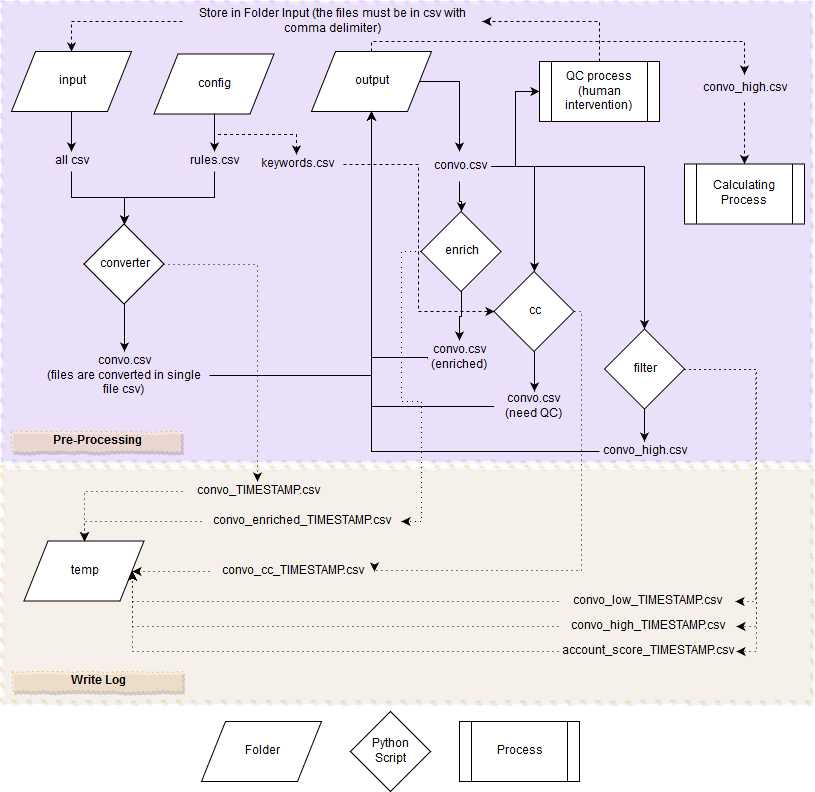 Store in Folder Input (the files must be in csv with
comma delimiter)
input
config
output
QC process
(human
intervention)
convo_high.csv
all csv
rules.csv
keywords.csv
convo.csv
Calculating
Process
converter
enrich
cc
filter
convo.csv
(files are converted in single
file csv)
convo.csv
(enriched)
convo.csv
(need QC)
convo_high.csv
Pre-Processing
convo_TIMESTAMP.csv
convo_enriched_TIMESTAMP.csv
temp
convo_cc_TIMESTAMP.csv
convo_low_TIMESTAMP.csv
convo_high_TIMESTAMP.csv
account_score_TIMESTAMP.csv
Write Log
Folder
Python
Script
Process